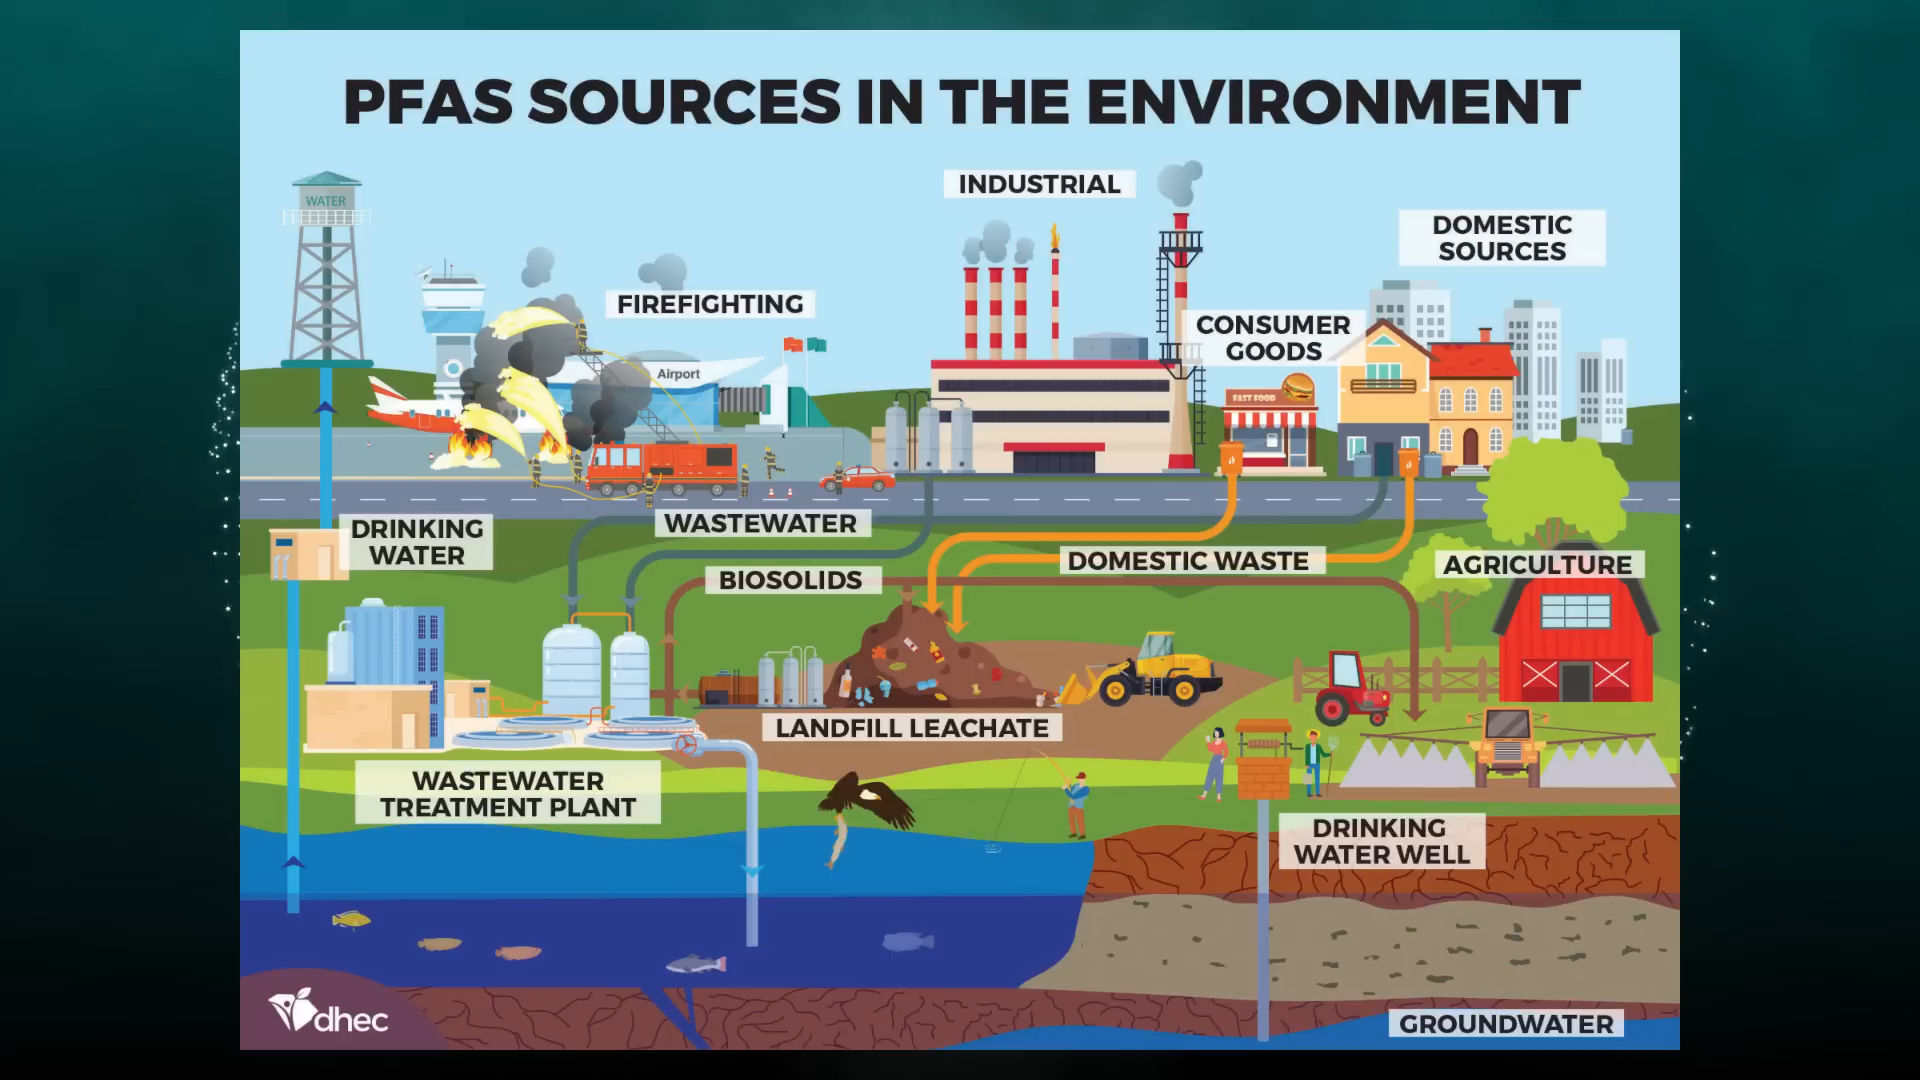 PFAS SOURCES IN THE ENVIRONMENT
WATER
INDUSTRIAL
DOMESTIC
SOURCES
FIREFIGHTING
CONSUMER
GOODS
Airport
FAST FOOD
DRINKING
WATER
WASTEWATER
DOMESTIC WASTE
AGRICULTURE
BIOSOLIDS
LANDFILL LEACHATE
WASTEWATER
TREATMENT PLANT
DRINKING
WATER WELL
dhec
GROUNDWATER